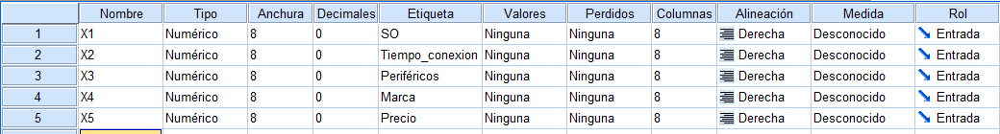 Nombre Tipo Anchura Decimales Etiqueta Valores Perdidos Columnas Alineación Medida Rol
1 X1 Numérico 8 0 SO Ninguna Ninguna 8 Derecha Desconocido Entrada
2 X2 Numérico 8 0 Tiempo_conexion Ninguna Ninguna 8 Derecha Desconocido Entrada
3 X3 Numérico 8 0 Periféricos Ninguna Ninguna 8 Derecha Desconocido Entrada
4 X4 Numérico 8 0 Marca Ninguna Ninguna 8 Derecha Desconocido Entrada
5 X5 Numérico 8 0 Precio Ninguna Ninguna 8 Derecha Desconocido Entrada